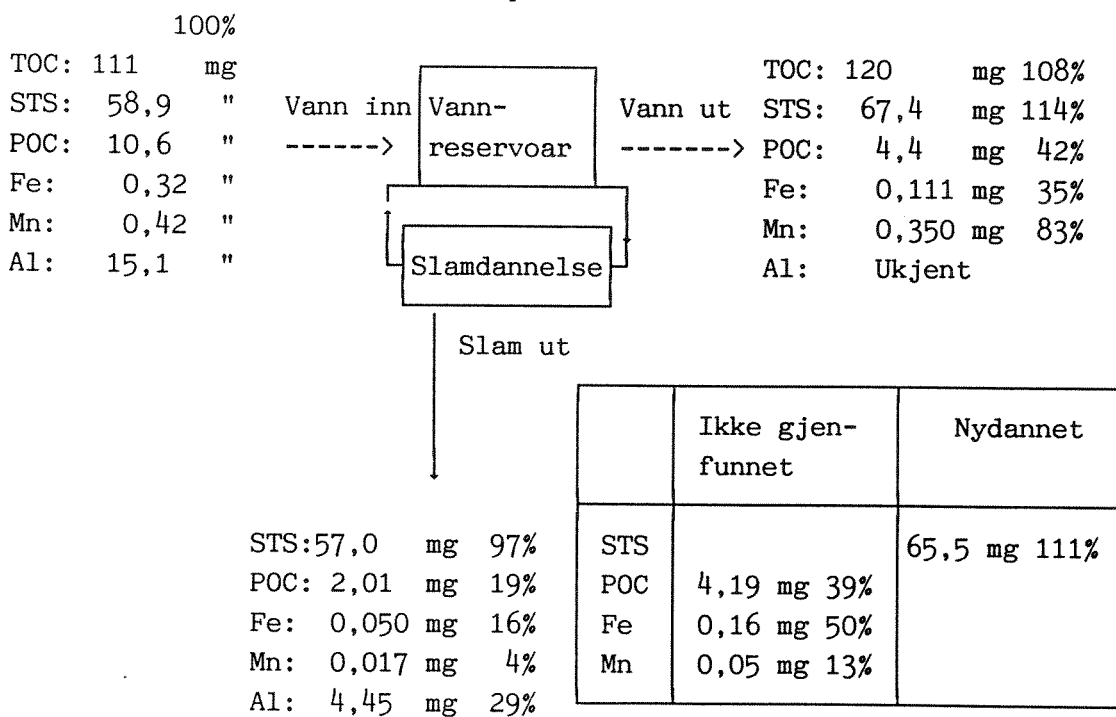 100%
TOC: 111 mg
STS: 58,9 "
POC: 10,6 "
Fe: 0,32 "
Mn: 0,42 "
Al: 15,1 "
Vann inn
------>
Vann-
reservoar
Slamdannelse
Vann ut
------->
TOC: 120 mg 108%
STS: 67,4 mg 114%
POC: 4,4 mg 42%
Fe: 0,111 mg 35%
Mn: 0,350 mg 83%
Al: Ukjent
Slam ut
STS:57,0 mg 97%
POC: 2,01 mg 19%
Fe: 0,050 mg 16%
Mn: 0,017 mg 4%
Al: 4,45 mg 29%
Ikke gjen-
funnet
Nydannet
STS 65,5 mg 111%
POC 4,19 mg 39%
Fe 0,16 mg 50%
Mn 0,05 mg 13%